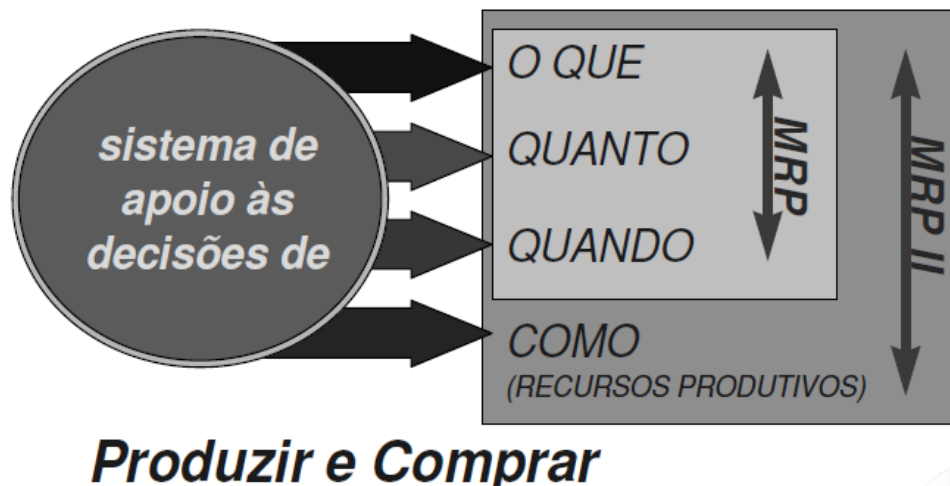 sistema de
apoio às
decisões de
O QUE
QUANTO
QUANDO
COMO
(RECURSOS PRODUTIVOS)
MRP
MRP II
Produzir e Comprar